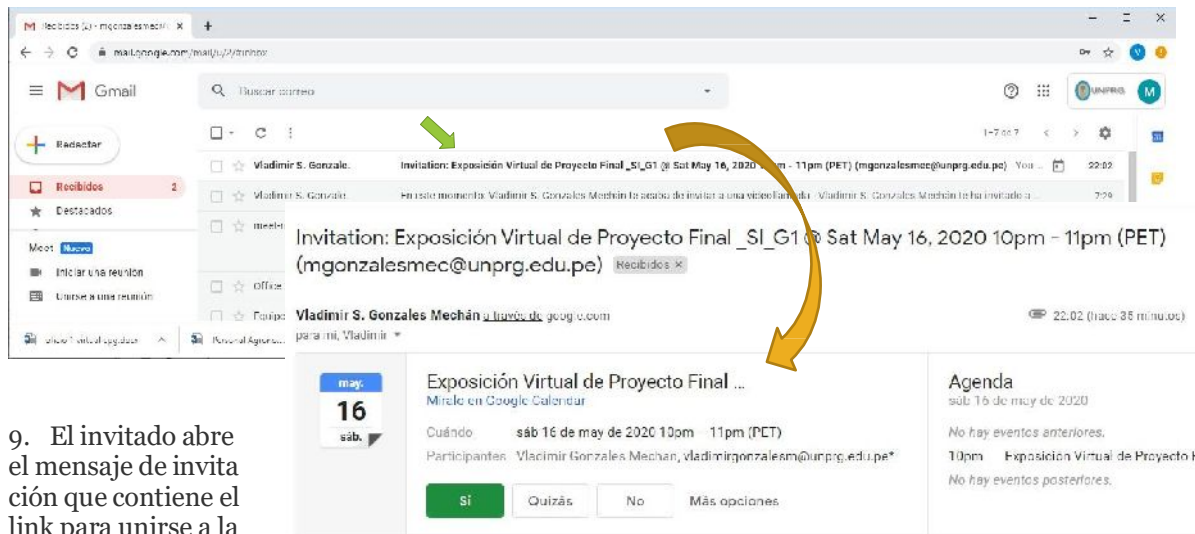 Recibidos (2) - mgonzalesmec@u
mail.google.com/mail/u/2/#inbox
Gmail
Buscar correo
UNPRG
M
V
Redactar
1-7 de 7
Vladimir S. Gonzale. Invitation: Exposición Virtual de Proyecto Final _SI_G1 @ Sat May 16, 2020 - 11pm (PET) (mgonzalesmec@unprg.edu.pe) You .. 22:02
Recibidos 2
Vladimir S. Gonzale. En este momento Vladimir S. Gonzales Mechán te acaba de invitar a una videollamada Vladimir S. Gonzales Mechán te ha invitado a ... 7:29
Destacados
Meet Nuevo
Iniciar una reunión
Unirse a una reunión
Office
Equipo
Invitation: Exposición Virtual de Proyecto Final _SI_G1 @ Sat May 16, 2020 10pm - 11pm (PET)
(mgonzalesmec@unprg.edu.pe) Recibidos ×
Vladimir S. Gonzales Mechán a través de google.com 22:02 (hace 35 minutos)
para mí, Vladimir
may.
16
sáb.
Exposición Virtual de Proyecto Final ...
Míralo en Google Calendar
Cuándo sáb 16 de may de 2020 10pm – 11pm (PET)
Participantes Vladimir Gonzales Mechan, vladimirgonzalesm@unprg.edu.pe*
Sí Quizás No Más opciones
Agenda
sáb 16 de may de 2020
No hay eventos anteriores.
10pm Exposición Virtual de Proyecto F
No hay eventos posteriores.
9. El invitado abre
el mensaje de invita
ción que contiene el
link para unirse a la